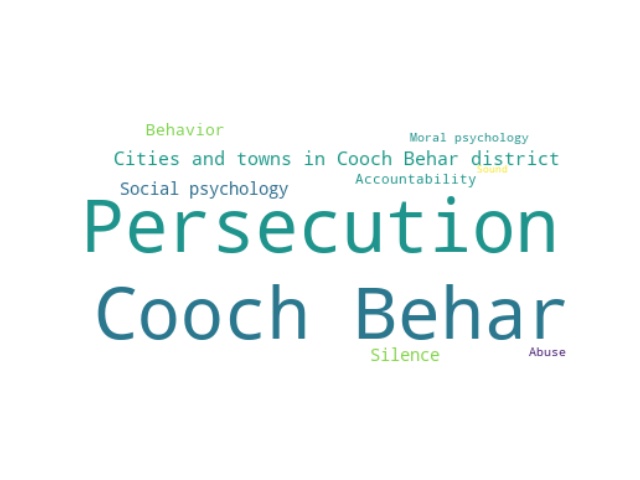 Behavior
Moral psychology
Cities and towns in Cooch Behar district
Sound
Accountability
Social psychology
Persecution
Cooch Behar
Silence
Abuse